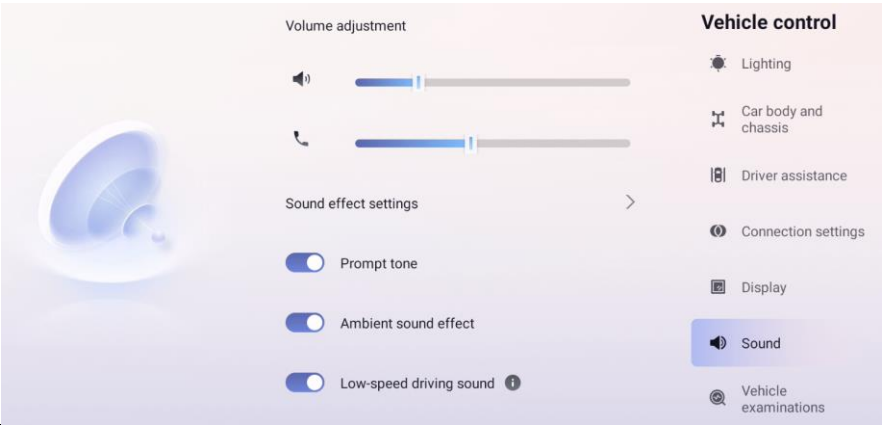 Volume adjustment
Sound effect settings
Prompt tone
Ambient sound effect
Low-speed driving sound
Vehicle control
Lighting
Car body and
chassis
Driver assistance
Connection settings
Display
Sound
Vehicle
examinations